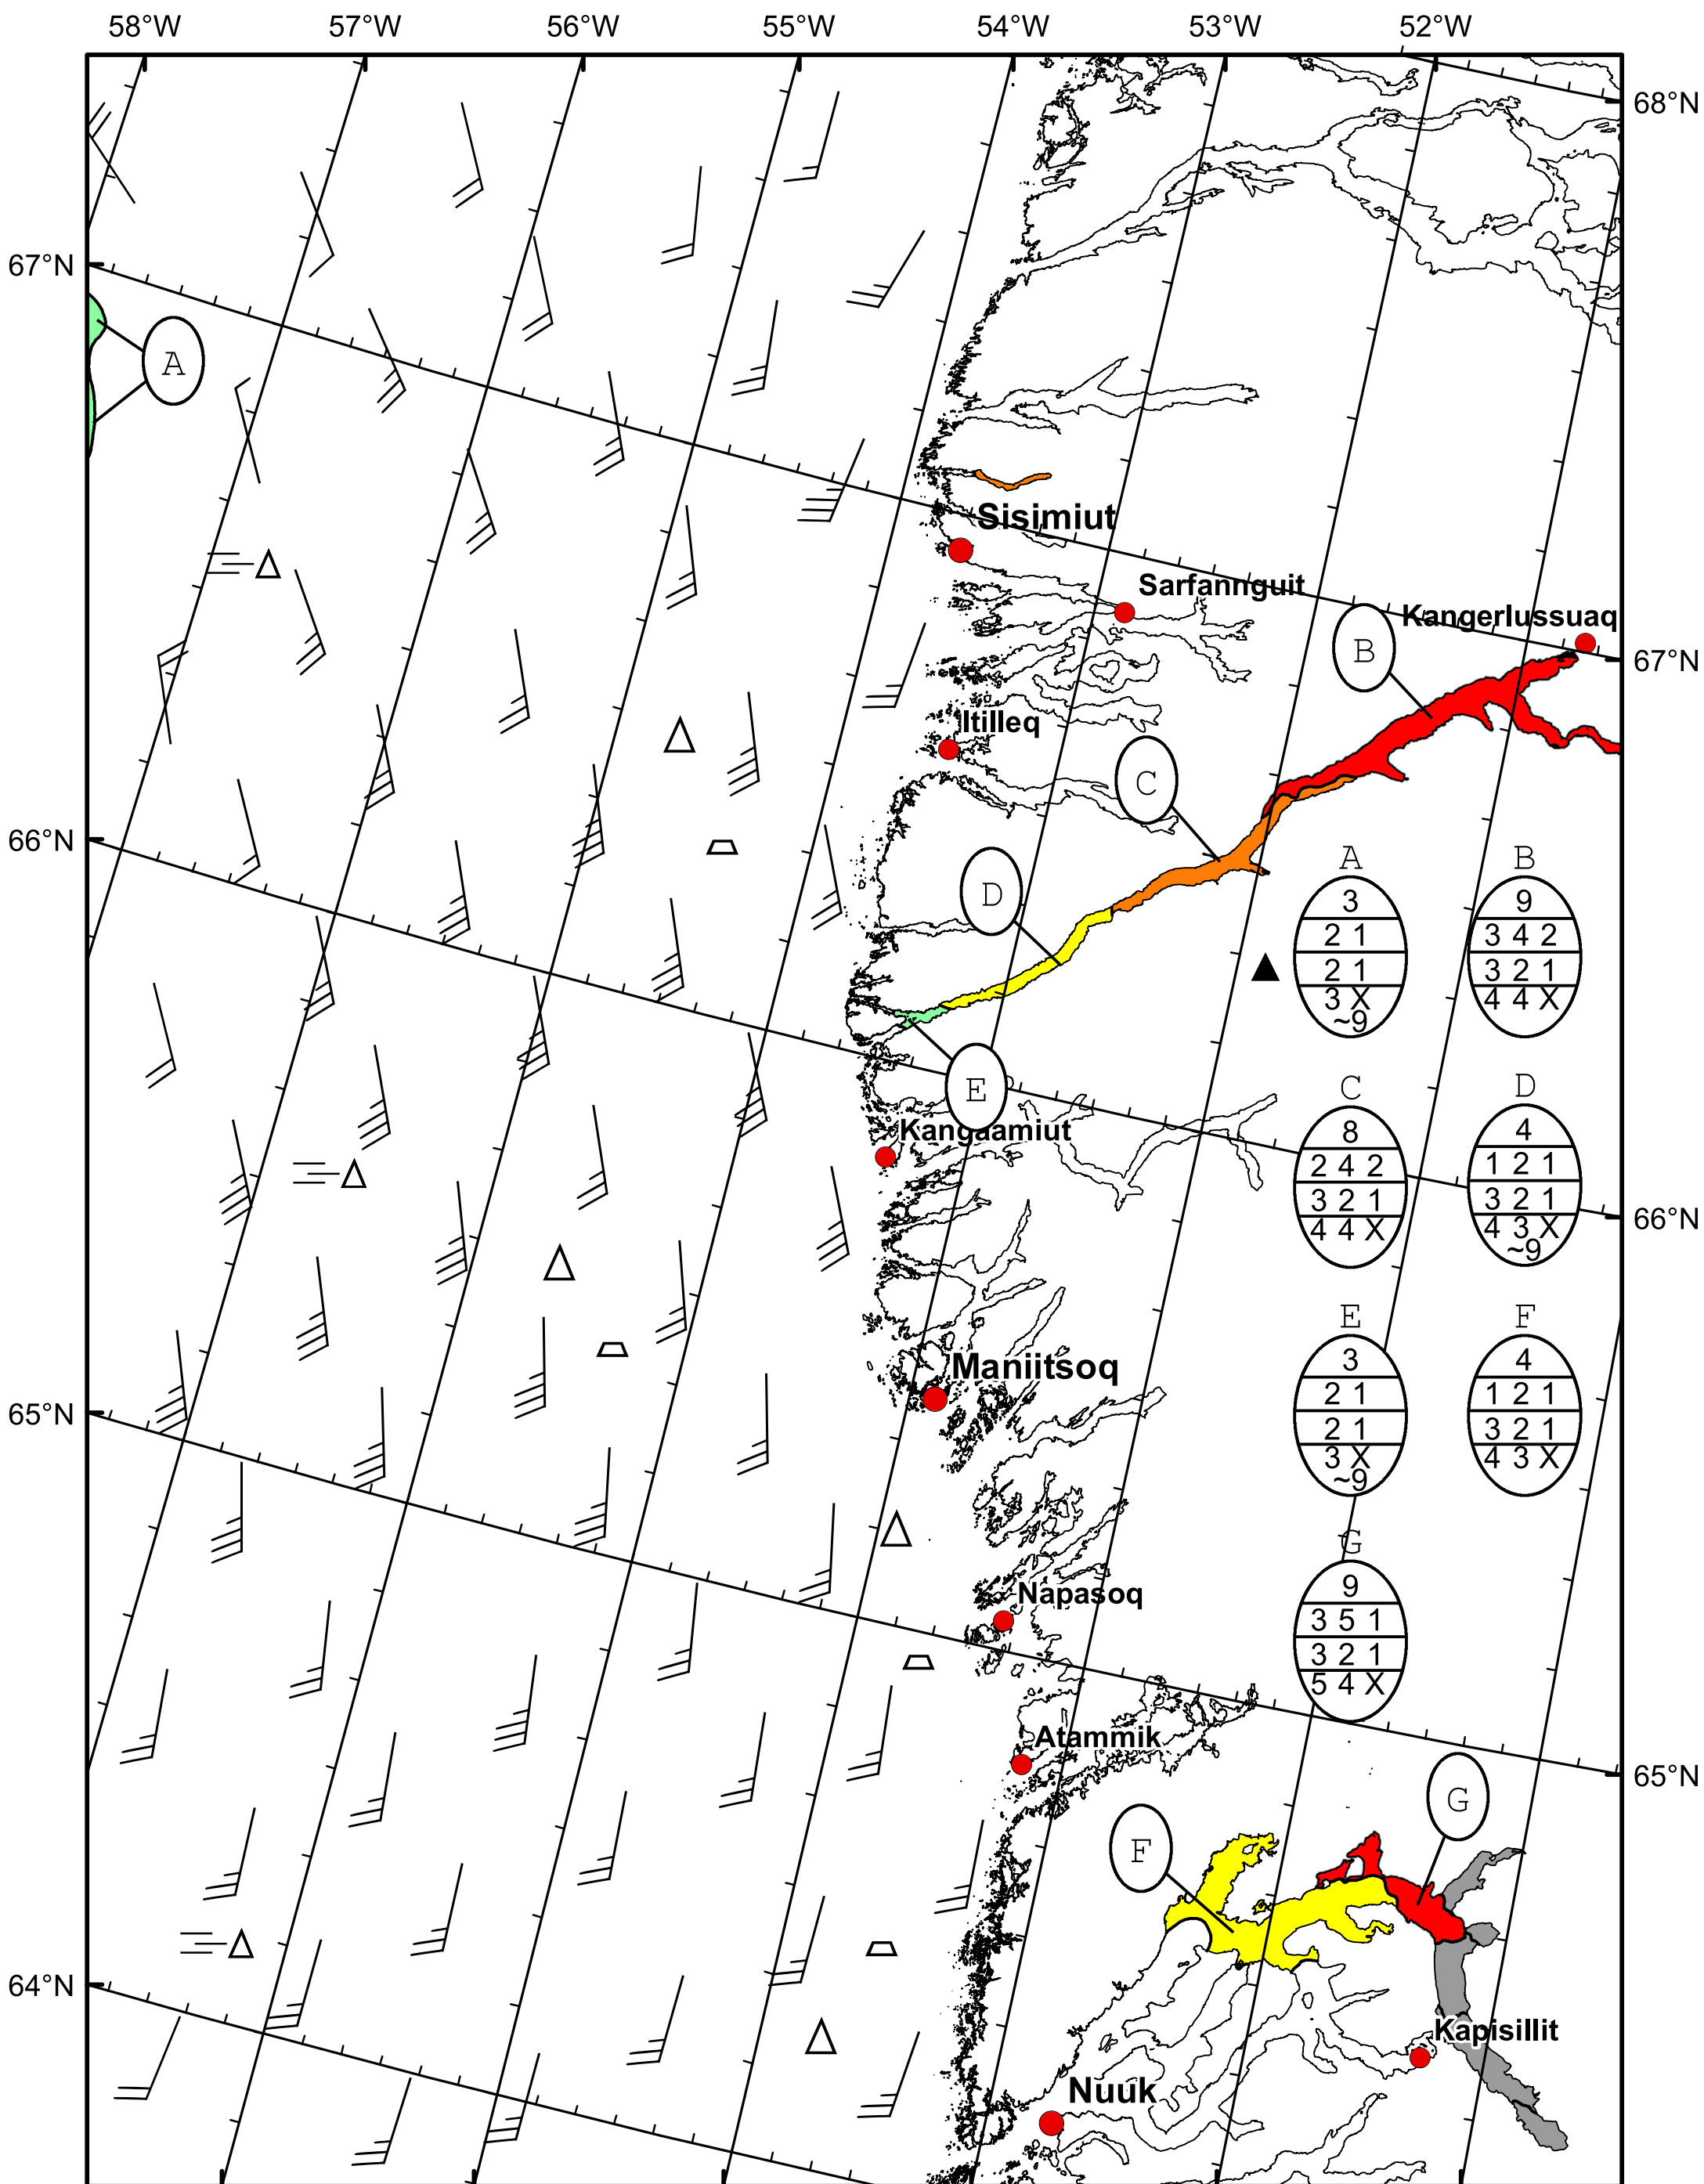 58°W 57°W 56°W 55°W 54°W 53°W 52°W
68°N
67°N
A
Sisimiut
Sarfannguit
Kangerlussuaq
B
67°N
Itilleq
C
66°N
D
A B
3 9
2 1 3 4 2
2 1 3 2 1
3 X 4 4 X
~9
E
Kangaamiut
C D
8 4
2 4 2 1 2 1
3 2 1 3 2 1
4 4 X 4 3 X
~9
66°N
E F
3 4
2 1 1 2 1
2 1 3 2 1
3 X 4 3 X
~9
Maniitsoq
65°N
G
9
3 5 1
3 2 1
5 4 X
Napasoq
Atammik
65°N
G
F
64°N
Kapisillit
Nuuk